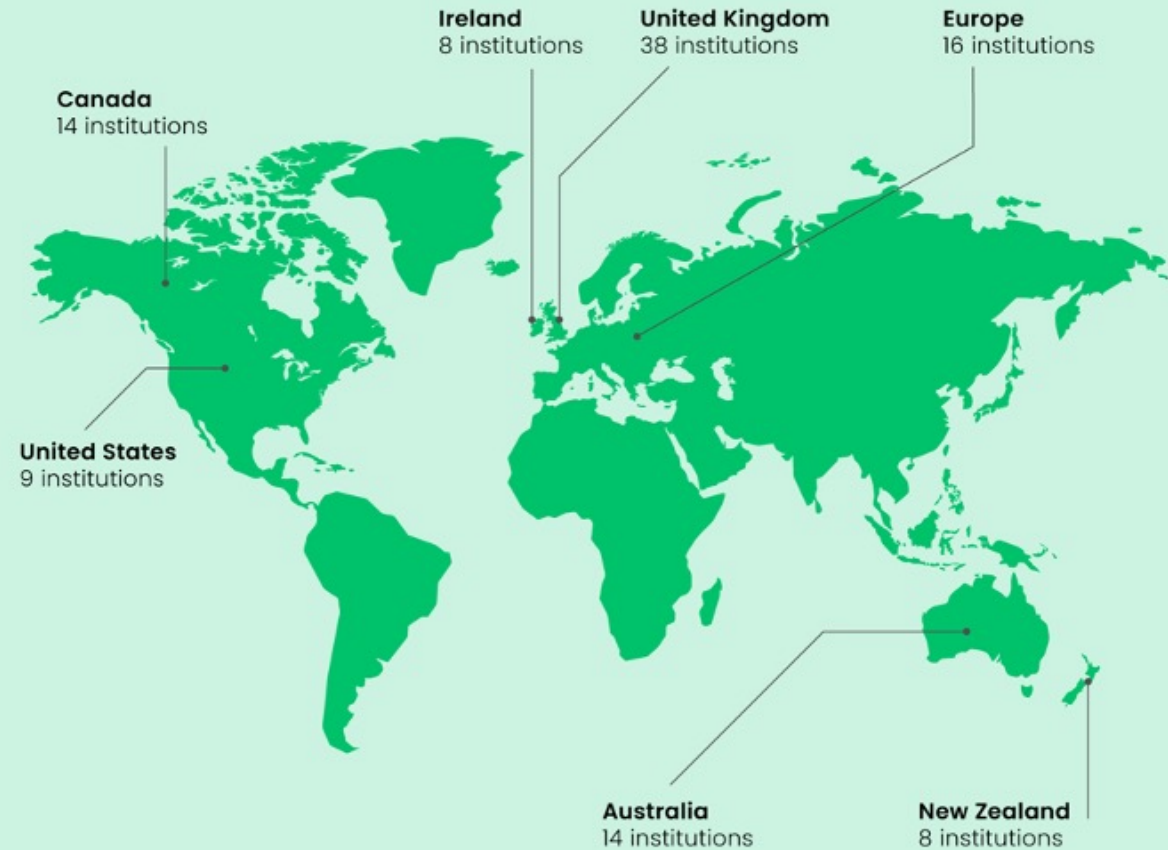 Ireland
8 institutions
United Kingdom
38 institutions
Europe
16 institutions
Canada
14 institutions
United States
9 institutions
Australia
14 institutions
New Zealand
8 institutions